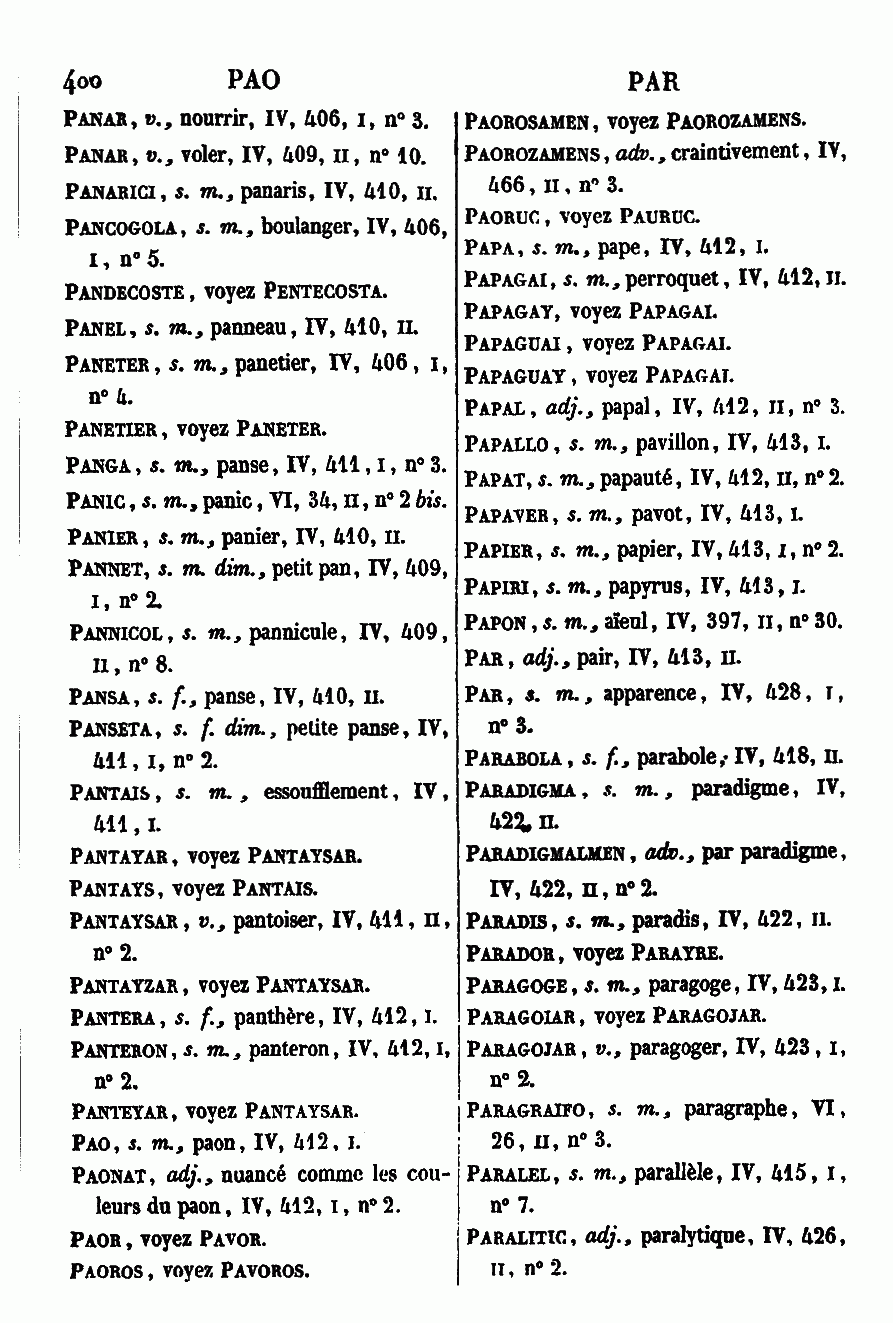 400 PAO PAR
PANAR, v., nourrir, IV, 406, I, n° 3.
PANAR, v., voler, IV, 409, II, n° 10.
PANARICI, s. m., panaris, IV, 410, II.
PANCOGOLA, s. m., boulanger, IV, 406,
I, n° 5.
PANDECOSTE, voyez PENTECOSTA.
PANEL, s. m., panneau, IV, 410, II.
PANETER, s. m., panetier, IV, 406, I,
n° 4.
PANETIER, voyez PANETER.
PANGA, s. m., panse, IV, 411, I, n° 3.
PANIC, s. m., panic, VI, 34, II, n° 2 bis.
PANIER, s. m., panier, IV, 410, II.
PANNET, s. m. dim., petit pan, IV, 409,
I, n° 2.
PANNICOL, s. m., pannicule, IV, 409,
II, n° 8.
PANSA, s. f., panse, IV, 410, II.
PANSETA, s. f. dim., petite panse, IV,
411, I, n° 2.
PANTAIS, s. m., essoufflement, IV,
411, I.
PANTAYAR, voyez PANTAYSAR.
PANTAYS, voyez PANTAIS.
PANTAYSAR, v., pantoiser, IV, 411, II,
n° 2.
PANTAYZAR, voyez PANTAYSAR.
PANTERA, s. f., panthère, IV, 412, I.
PANTERON, s. m., panteron, IV, 412, I,
n° 2.
PANTEYAR, voyez PANTAYSAR.
PAO, s. m., paon, IV, 412, I.
PAONAT, adj., nuancé comme les cou-
leurs du paon, IV, 412, I, n° 2.
PAOR, voyez PAVOR.
PAOROS, voyez PAVOROS.
PAOROSAMEN, voyez PAOROZAMENS.
PAOROZAMENS, adv., craintivement, IV,
466, II, n° 3.
PAORUC, voyez PAURUC.
PAPA, s. m., pape, IV, 412, I.
PAPAGAI, s. m., perroquet, IV, 412, II.
PAPAGAY, voyez PAPAGAI.
PAPAGUAI, voyez PAPAGAI.
PAPAGUAY, voyez PAPAGAI.
PAPAL, adj., papal, IV, 412, II, n° 3.
PAPALLO, s. m., pavillon, IV, 413, I.
PAPAT, s. m., papauté, IV, 412, II, n° 2.
PAPAVER, s. m., pavot, IV, 413, I.
PAPIER, s. m., papier, IV, 413, I, n° 2.
PAPIRI, s. m., papyrus, IV, 413, I.
PAPON, s. m., aïeul, IV, 397, II, n° 30.
PAR, adj., pair, IV, 413, II.
PAR, s. m., apparence, IV, 428, I,
n° 3.
PARABOLA, s. f., parabole, IV, 418, II.
PARADIGMA, s. m., paradigme, IV,
422, II.
PARADIGMALMEN, adv., par paradigme,
IV, 422, II, n° 2.
PARADIS, s. m., paradis, IV, 422, II.
PARADOR, voyez PARAYRE.
PARAGOGE, s. m., paragoge, IV, 423, I.
PARAGOIAR, voyez PARAGOJAR.
PARAGOJAR, v., paragoger, IV, 423, I,
n° 2.
PARAGRAIFO, s. m., paragraphe, VI,
26, II, n° 3.
PARALEL, s. m., parallèle, IV, 415, I,
n° 7.
PARALITIC, adj., paralytique, IV, 426,
II, n° 2.